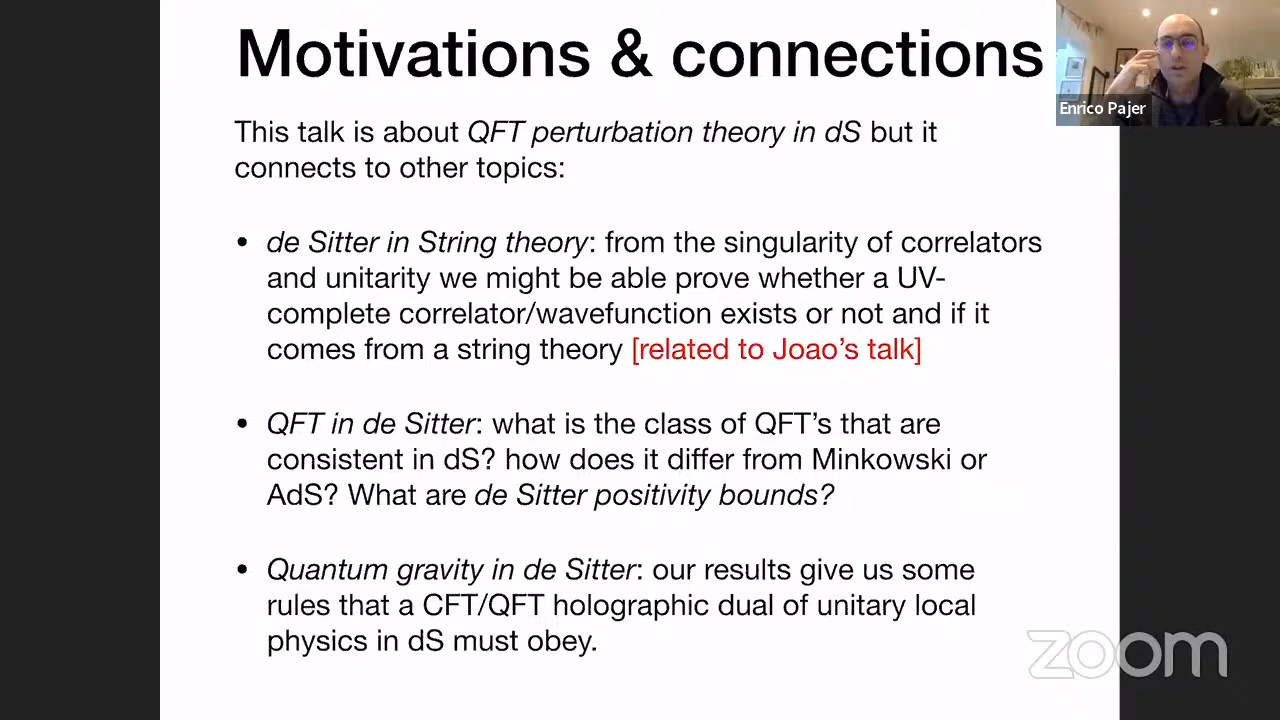 Motivations & connections
Enrico Pajer
This talk is about QFT perturbation theory in dS but it
connects to other topics:
• de Sitter in String theory: from the singularity of correlators
and unitarity we might be able prove whether a UV-
complete correlator/wavefunction exists or not and if it
comes from a string theory [related to Joao's talk]
• QFT in de Sitter: what is the class of QFT's that are
consistent in dS? how does it differ from Minkowski or
AdS? What are de Sitter positivity bounds?
• Quantum gravity in de Sitter: our results give us some
rules that a CFT/QFT holographic dual of unitary local
physics in dS must obey.
zoom